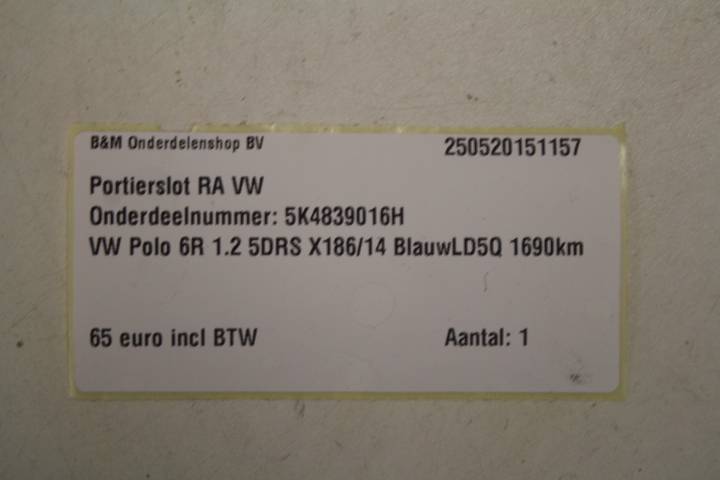 B&M Onderdelenshop BV 250520151157
Portierslot RA VW
Onderdeelnummer: 5K4839016H
VW Polo 6R 1.2 5DRS X186/14 BlauwLD5Q 1690km
65 euro incl BTW Aantal: 1